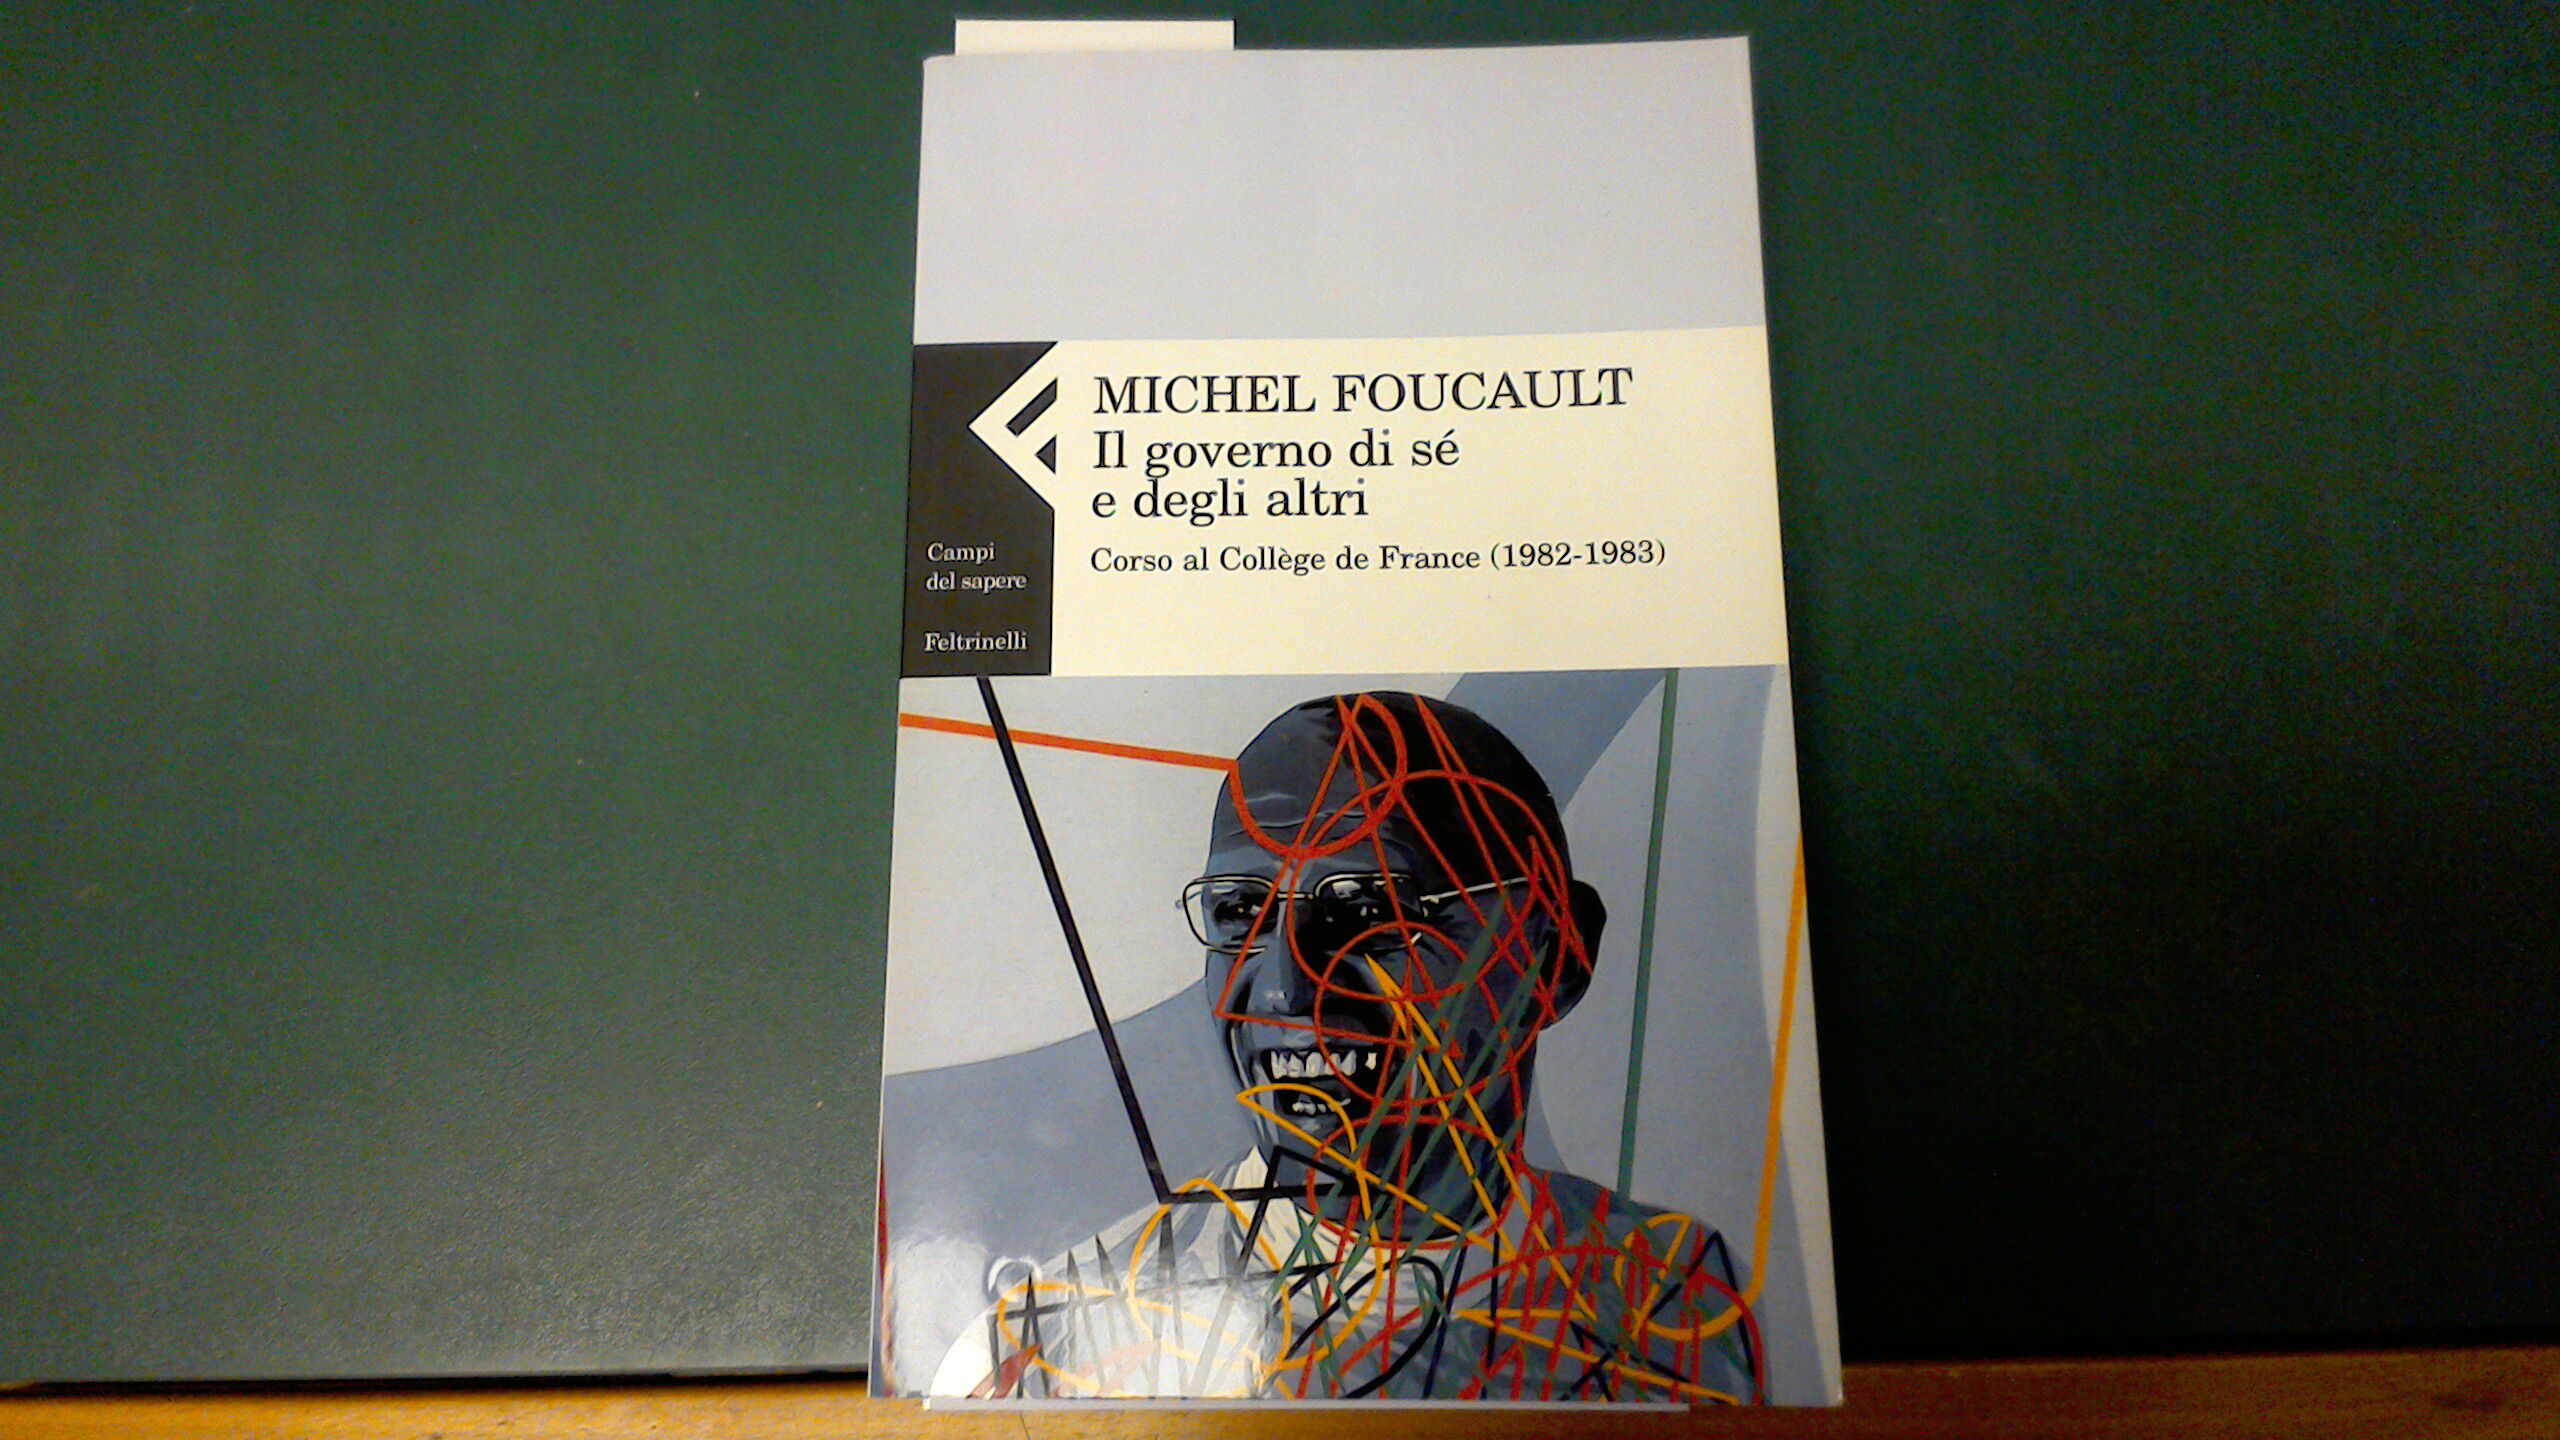 MICHEL FOUCAULT
Il governo di sé
e degli altri
Corso al Collège de France (1982-1983)
Campi
del sapere
Feltrinelli